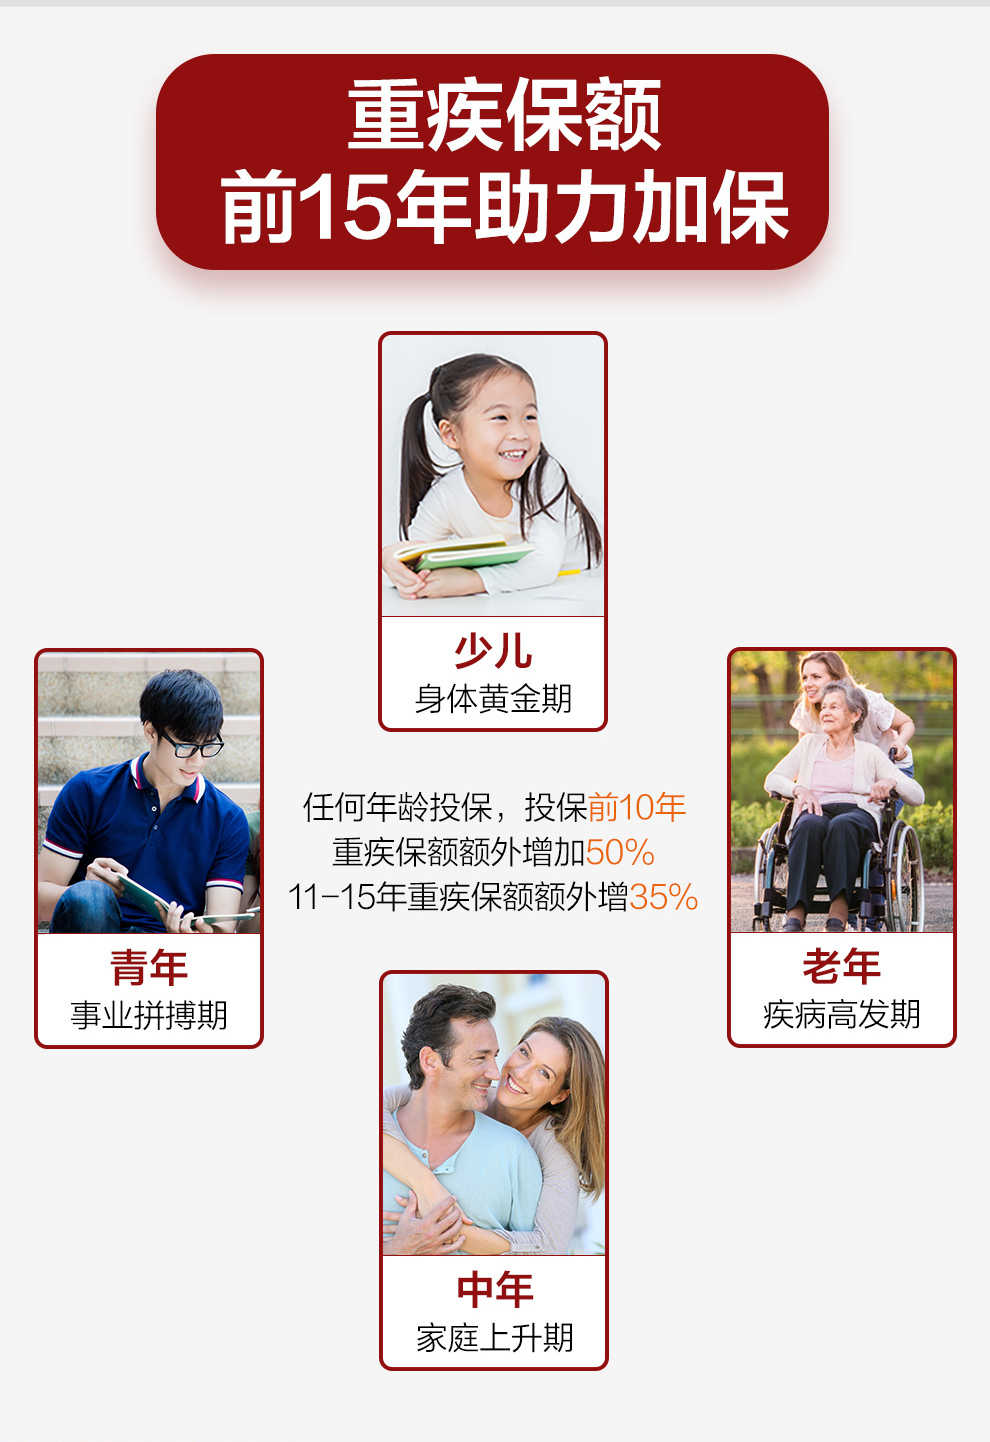 重疾保额
前15年助力加保
少儿
身体黄金期
青年
事业拼搏期
任何年龄投保，投保前10年
重疾保额额外增加50%
11-15年重疾保额额外增35%
老年
疾病高发期
中年
家庭上升期